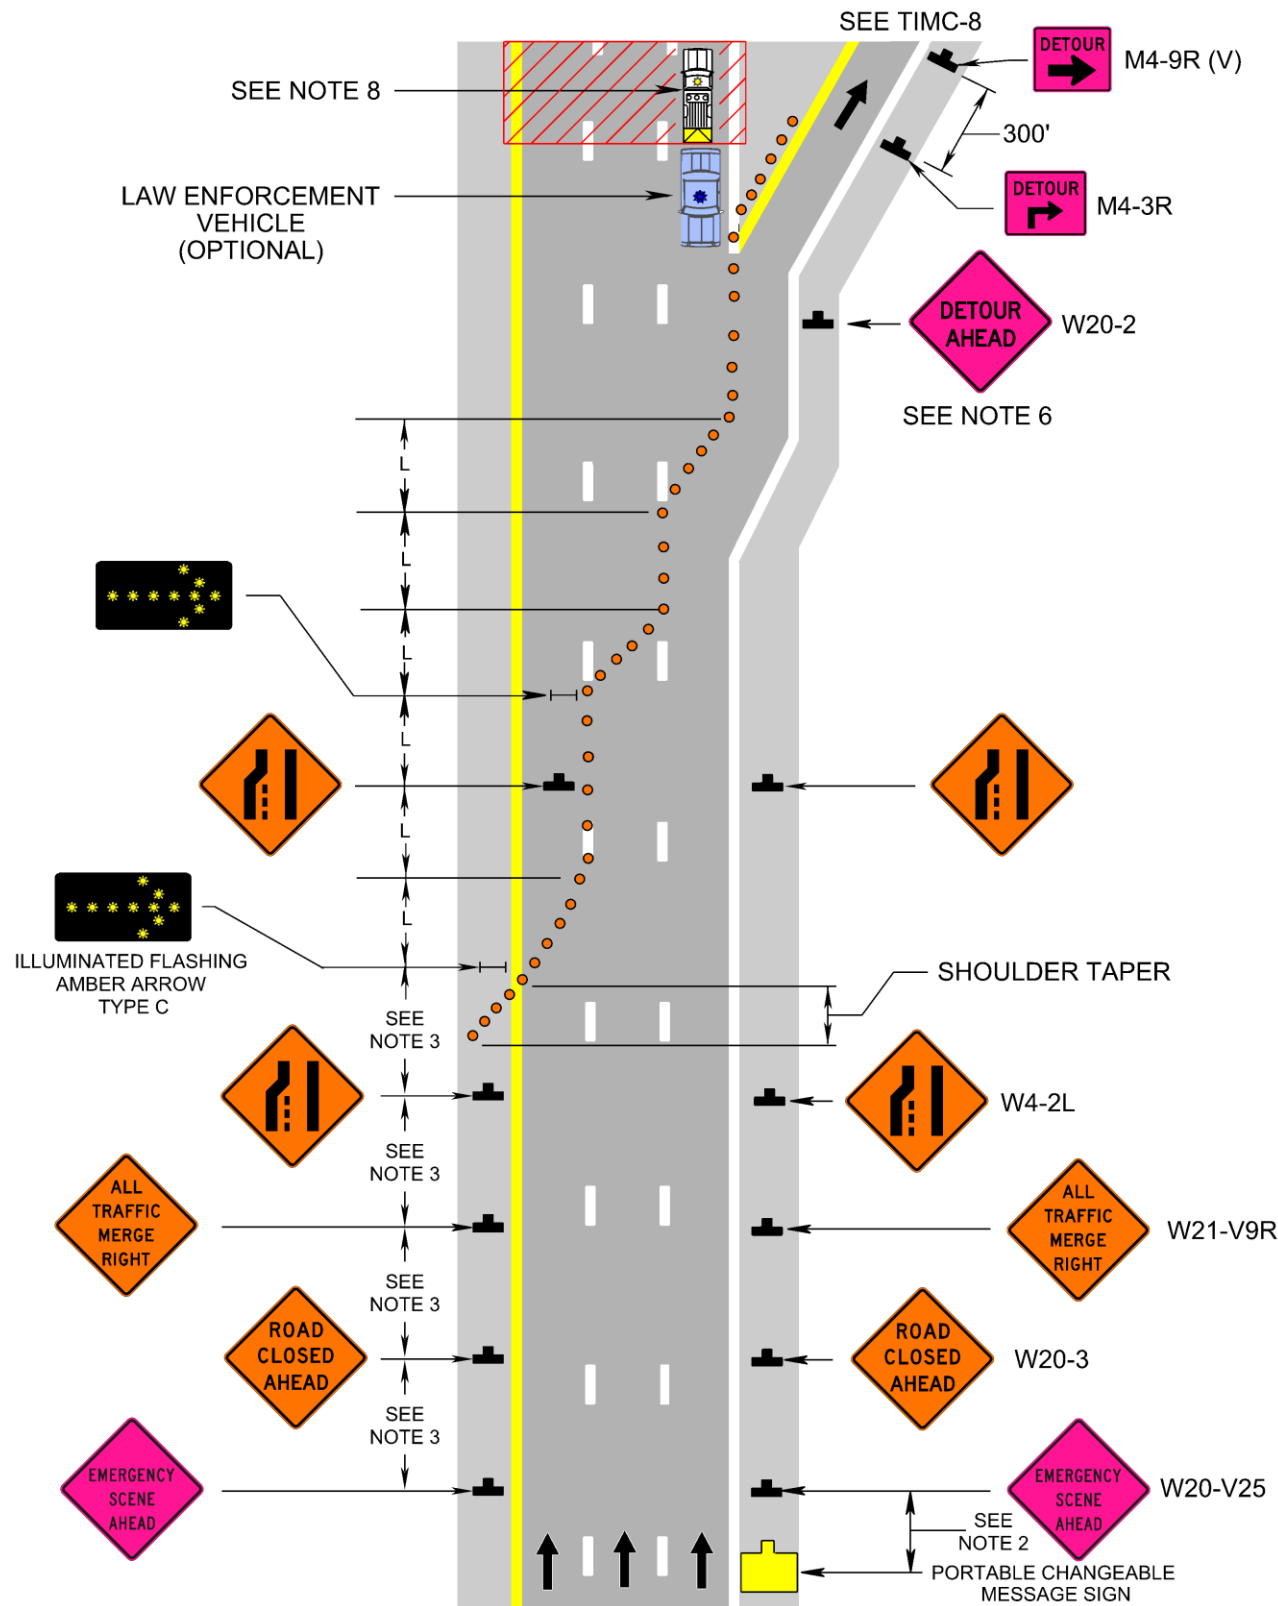 SEE TIMC-8
DETOUR
M4-9R (V)
SEE NOTE 8
300'
LAW ENFORCEMENT
VEHICLE
(OPTIONAL)
DETOUR
M4-3R
DETOUR
AHEAD
W20-2
SEE NOTE 6
L
L
L
L
L
L
ILLUMINATED FLASHING
AMBER ARROW
TYPE C
SHOULDER TAPER
SEE
NOTE 3
W4-2L
SEE
NOTE 3
ALL
TRAFFIC
MERGE
RIGHT
ALL
TRAFFIC
MERGE
RIGHT
W21-V9R
SEE
NOTE 3
ROAD
CLOSED
AHEAD
ROAD
CLOSED
AHEAD
W20-3
SEE
NOTE 3
EMERGENCY
SCENE
AHEAD
EMERGENCY
SCENE
AHEAD
W20-V25
SEE
NOTE 2
PORTABLE CHANGEABLE
MESSAGE SIGN